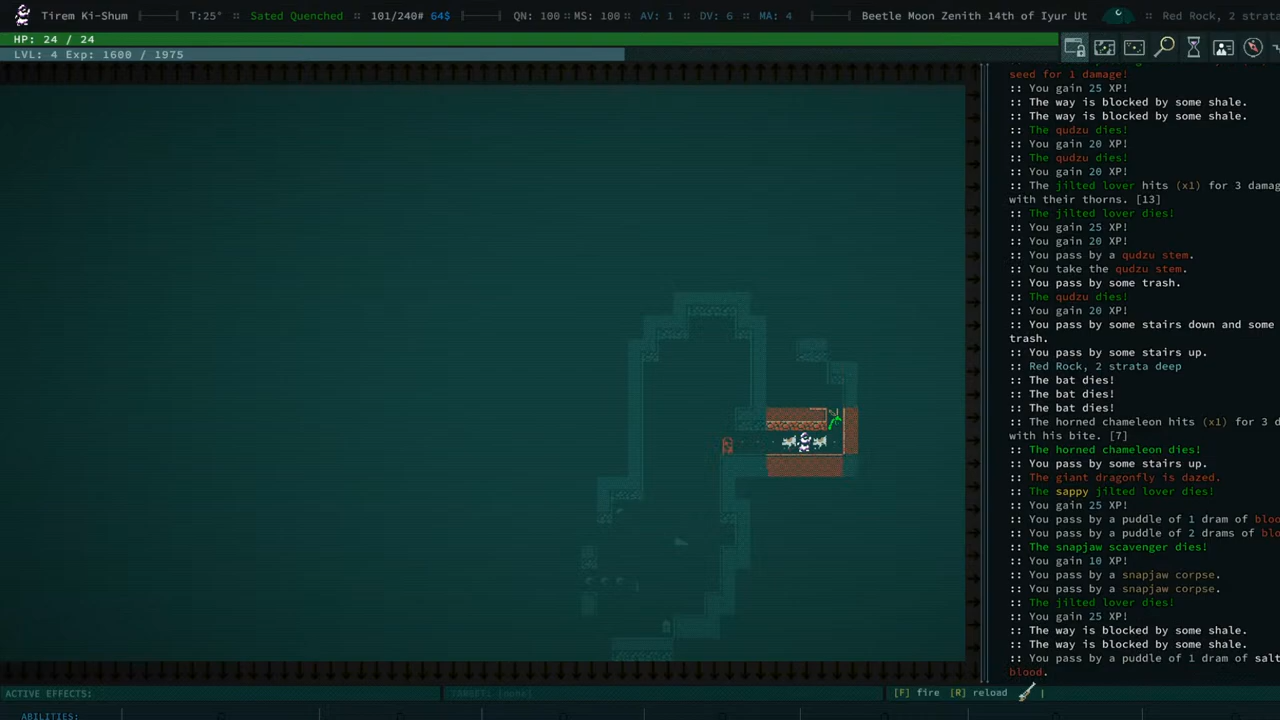 Tirem Ki-Shum T:25° :: Sated Quenched :: 101/240# 64$ QN: 100 :: MS: 100 :: AV: 1 :: DV: 6 :: MA: 4 Beetle Moon Zenith 14th of Iyur Ut :: Red Rock, 2 strata
HP: 24 / 24
LVL: 4 Exp: 1600 / 1975
seed for 1 damage!
:: You gain 25 XP!
:: The way is blocked by some shale.
:: The way is blocked by some shale.
:: The qudzu dies!
:: You gain 20 XP!
:: The qudzu dies!
:: You gain 20 XP!
:: The jilted lover hits (x1) for 3 damag
with their thorns. [13]
:: The jilted lover dies!
:: You gain 25 XP!
:: You gain 20 XP!
:: You pass by a qudzu stem.
:: You take the qudzu stem.
:: You pass by some trash.
:: The qudzu dies!
:: You gain 20 XP!
:: You pass by some stairs down and some
trash.
:: You pass by some stairs up.
:: Red Rock, 2 strata deep
:: The bat dies!
:: The bat dies!
:: The bat dies!
:: The horned chameleon hits (x1) for 3 d
with his bite. [7]
:: The horned chameleon dies!
:: You pass by some stairs up.
:: The giant dragonfly is dazed.
:: The sappy jilted lover dies!
:: You gain 25 XP!
:: You pass by a puddle of 1 dram of bloo
:: You pass by a puddle of 2 drams of blo
:: The snapjaw scavenger dies!
:: You gain 10 XP!
:: You pass by a snapjaw corpse.
:: You pass by a snapjaw corpse.
:: The jilted lover dies!
:: You gain 25 XP!
:: The way is blocked by some shale.
:: The way is blocked by some shale.
:: You pass by a puddle of 1 dram of salt
blood.
ACTIVE EFFECTS: TARGET: [none] [F] fire [R] reload
ABILITIES: